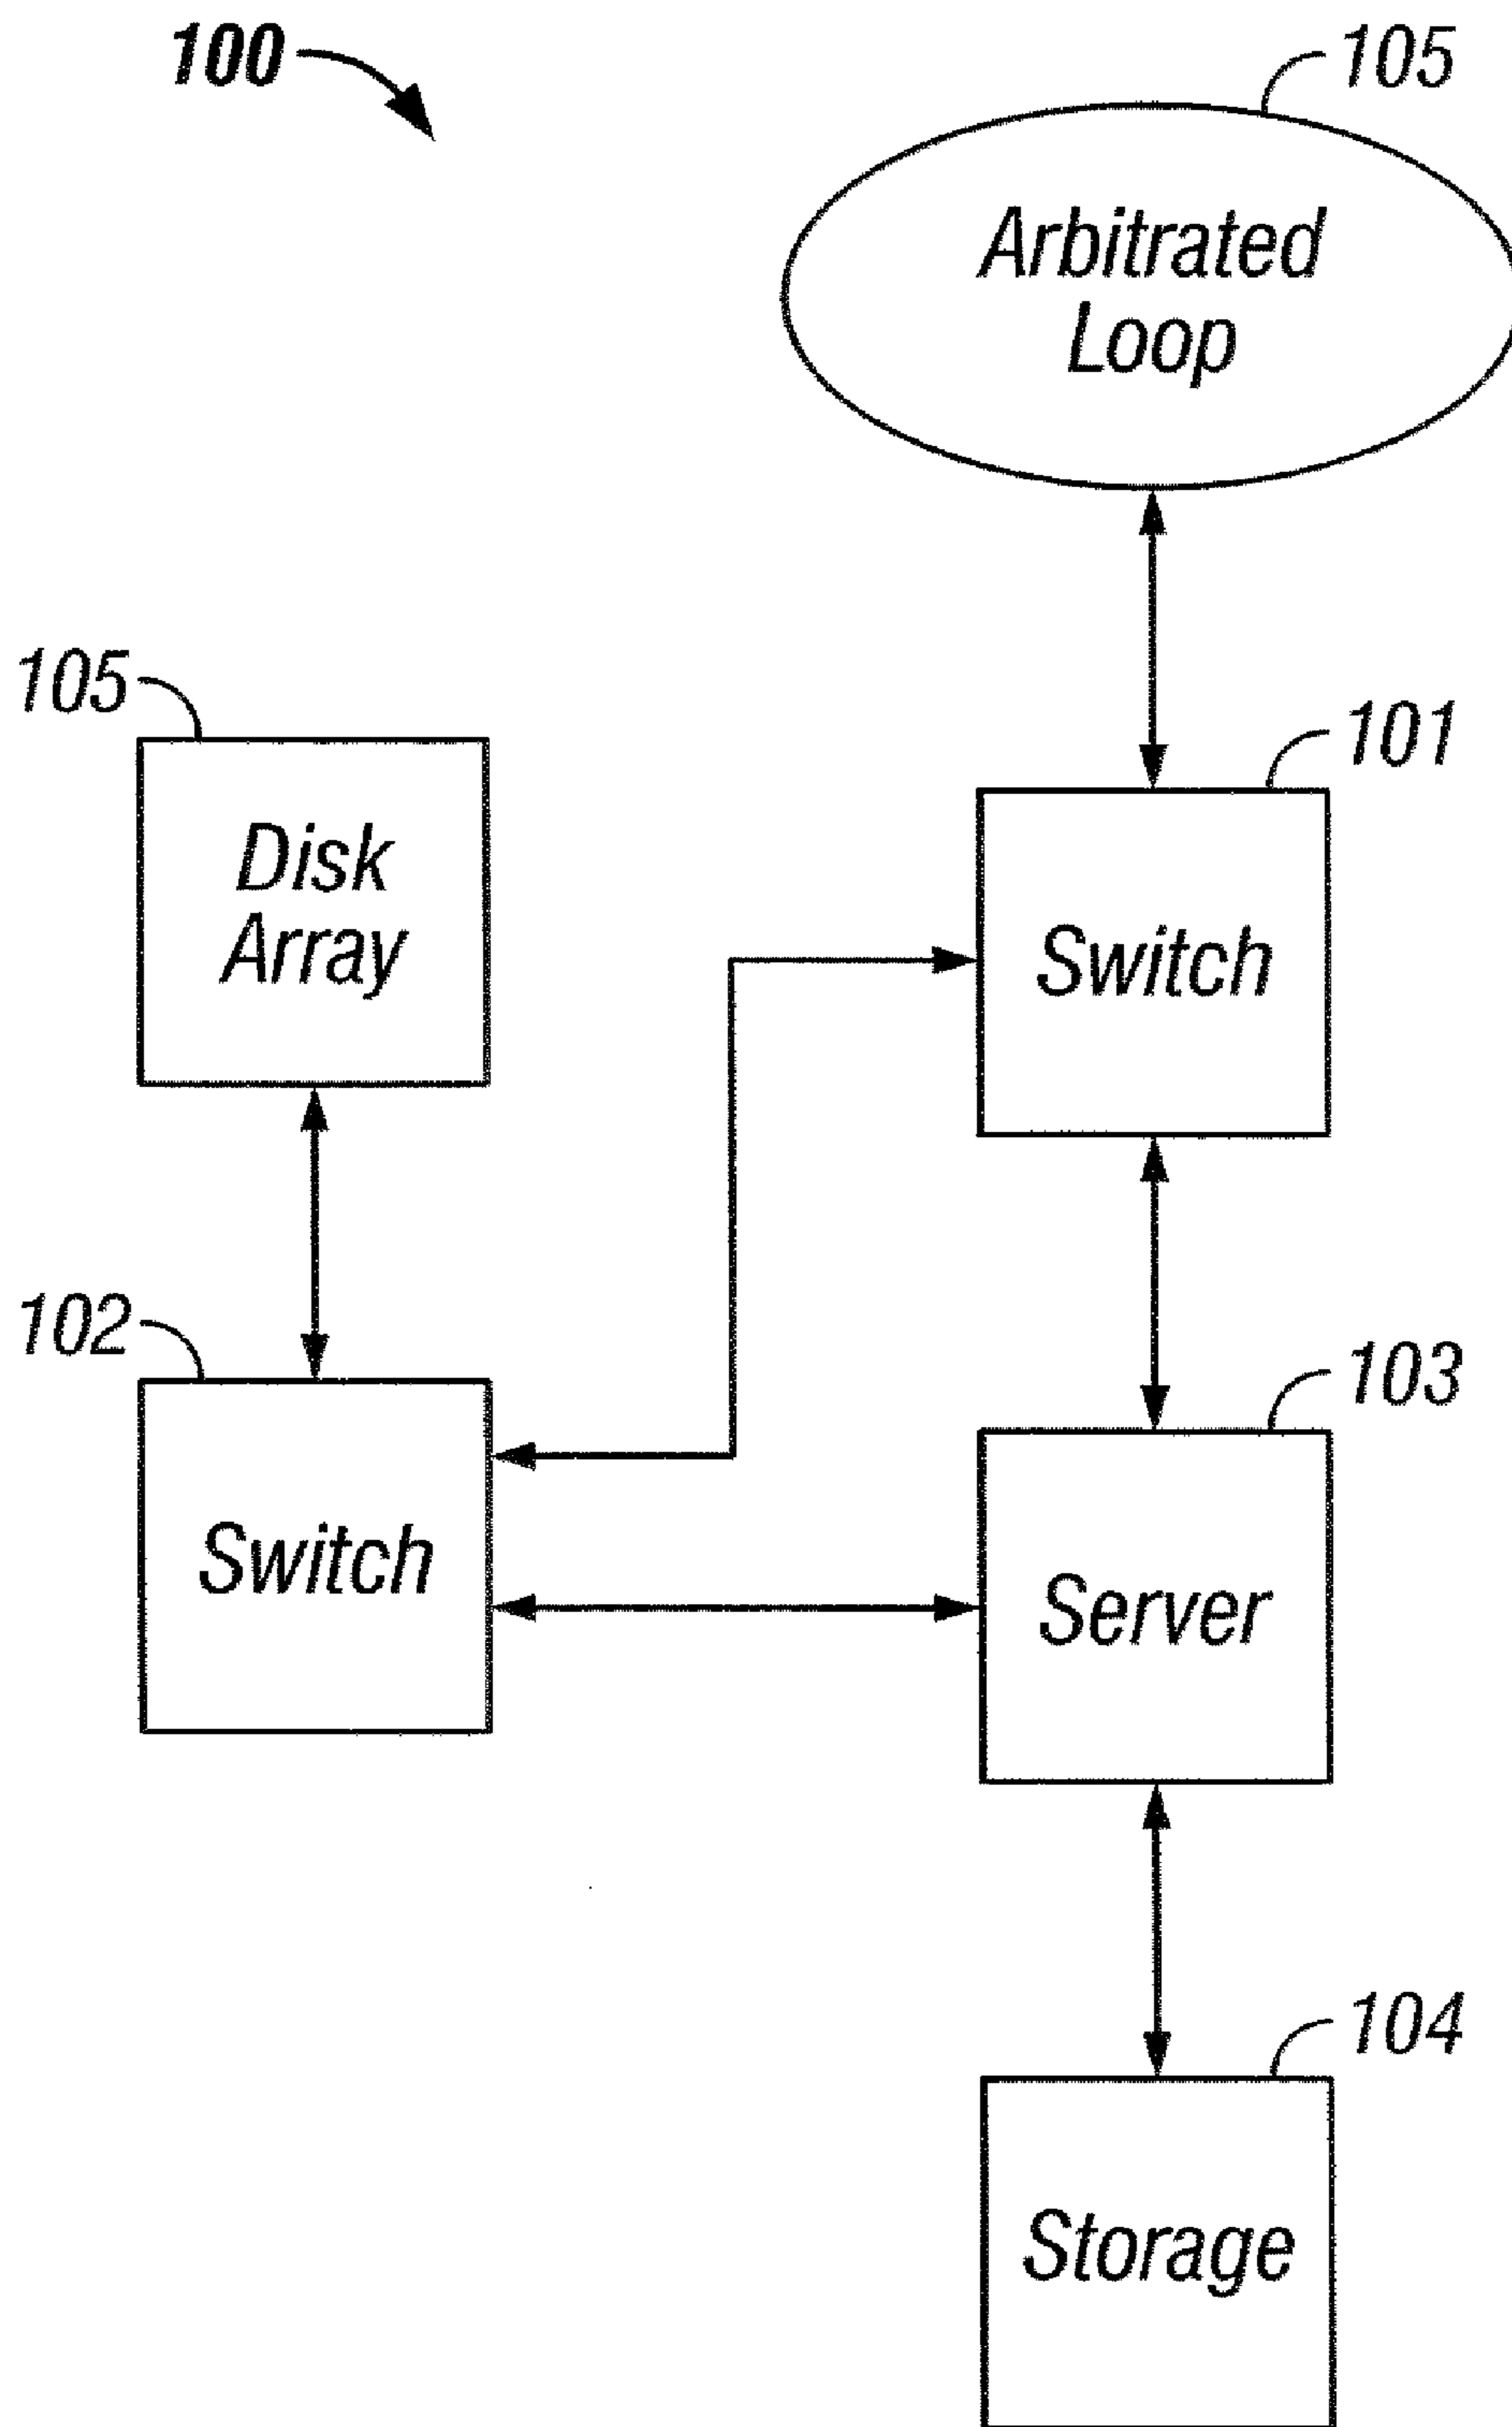 100
105
Arbitrated
Loop
105
101
Disk
Array
Switch
102
103
Switch
Server
104
Storage